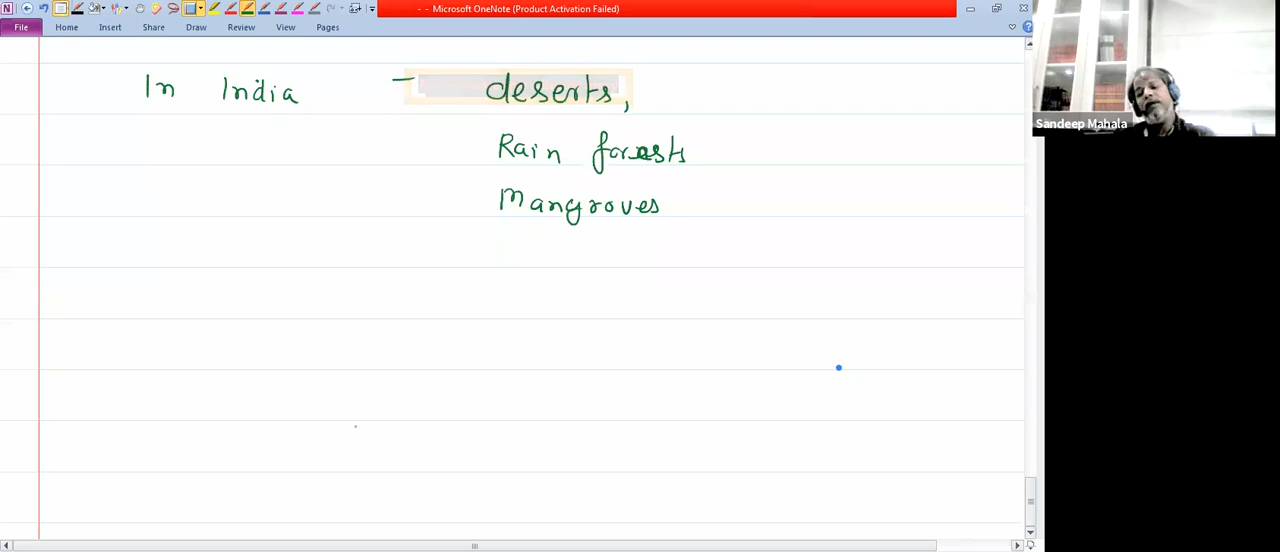 - - Microsoft OneNote (Product Activation Failed)
File Home Insert Share Draw Review View Pages
In India - deserts,
Rain forests
Mangroves
Sandeep Mahala